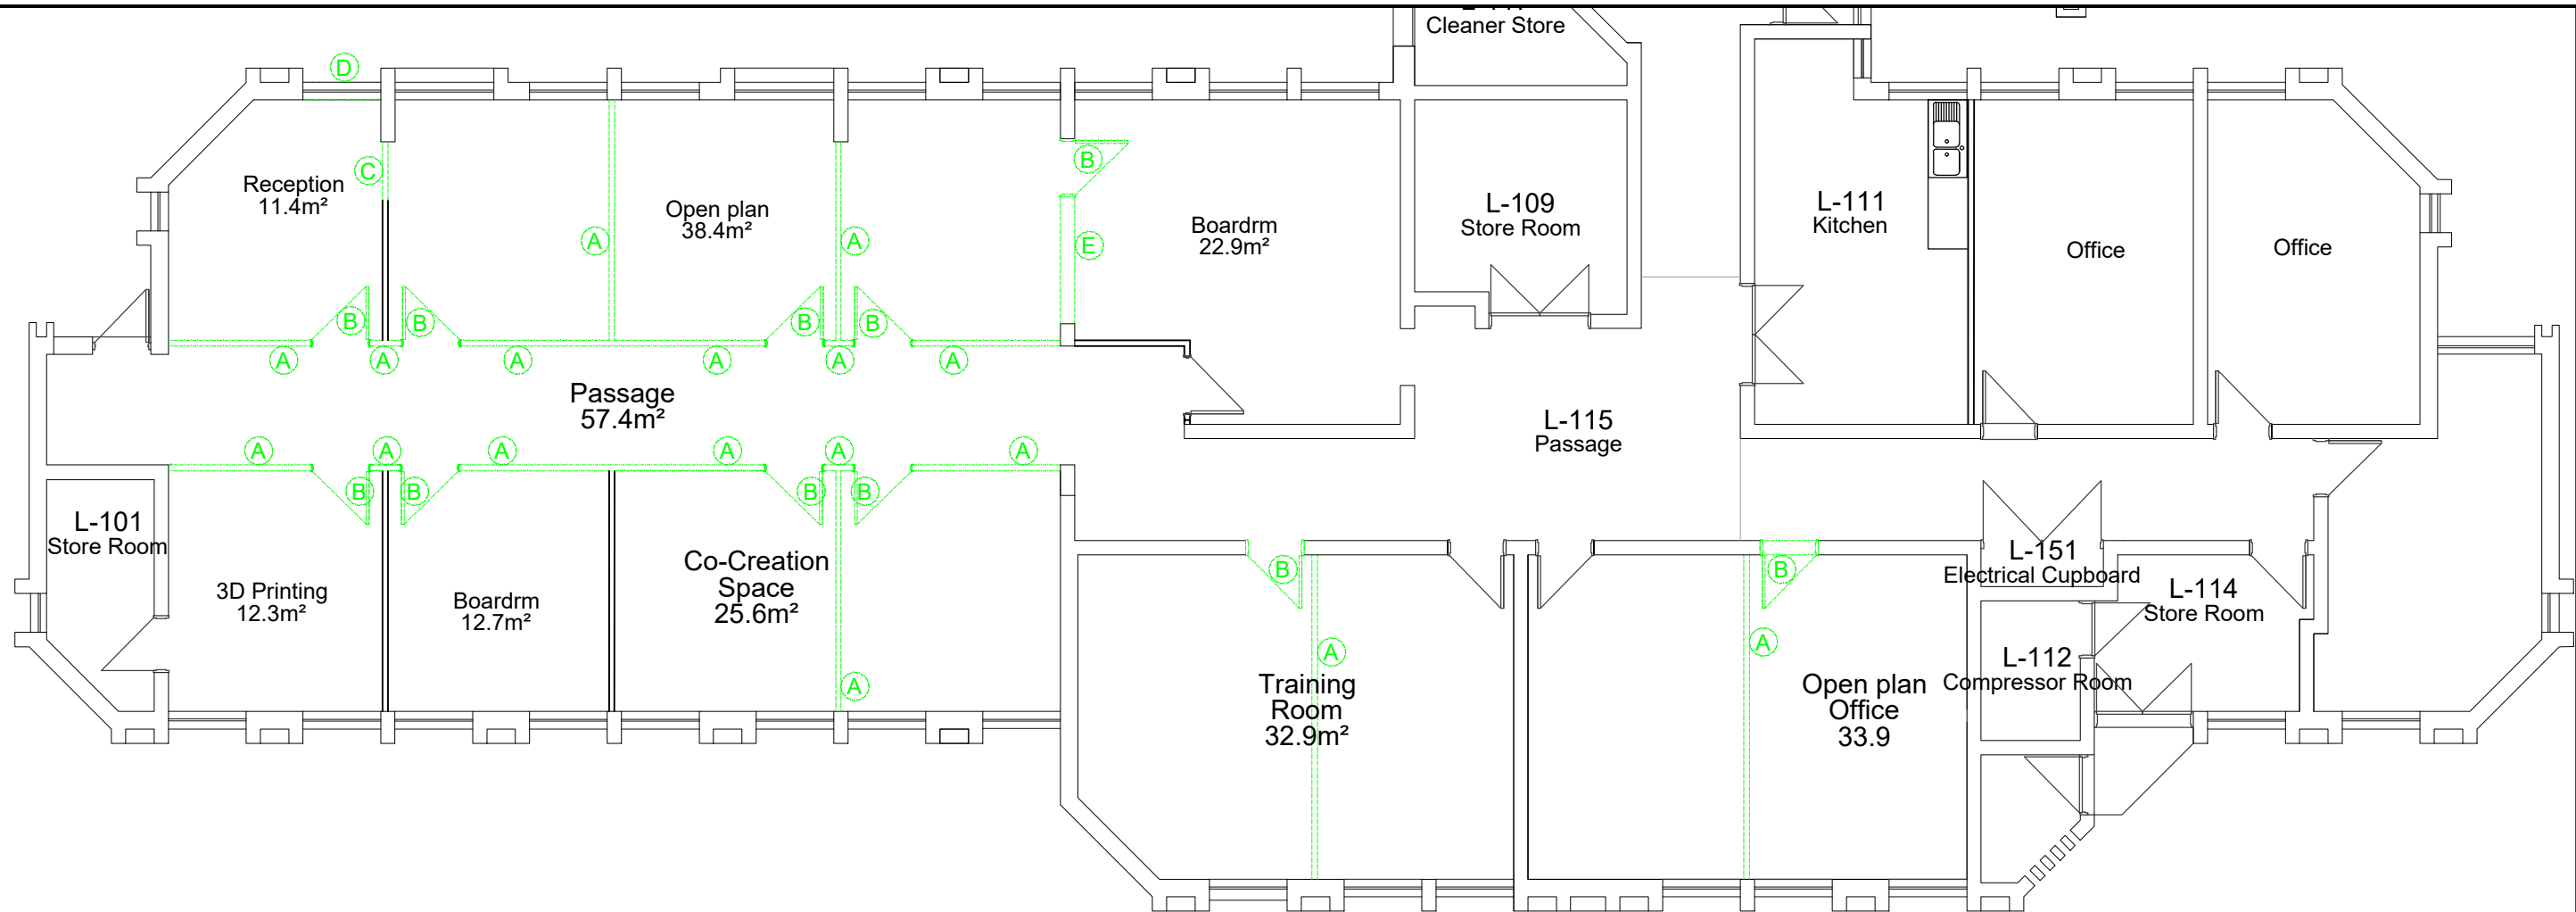 Cleaner Store
D
C
Reception
11.4m²
Open plan
38.4m²
A
A
B
E
Boardrm
22.9m²
L-109
Store Room
L-111
Kitchen
Office
Office
B
B
B
B
A
A
A
A
A
A
Passage
57.4m²
L-115
Passage
A
A
A
A
A
A
B
B
B
B
L-101
Store Room
3D Printing
12.3m²
Boardrm
12.7m²
Co-Creation
Space
25.6m²
A
B
A
Training
Room
32.9m²
B
A
Open plan
Office
33.9
L-151
Electrical Cupboard
L-114
Store Room
L-112
Compressor Room